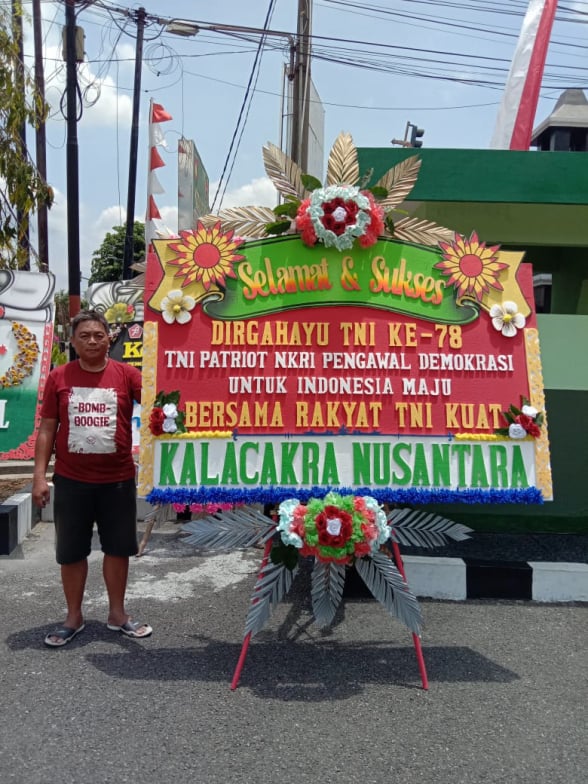 Selamat & Sukses
DIRGAHAYU TNI KE-78
TNI PATRIOT NKRI PENGAWAL DEMOKRASI
UNTUK INDONESIA MAJU
BERSAMA RAKYAT TNI KUAT
KALACAKRA NUSANTARA
-BOMB-
BOOGIE